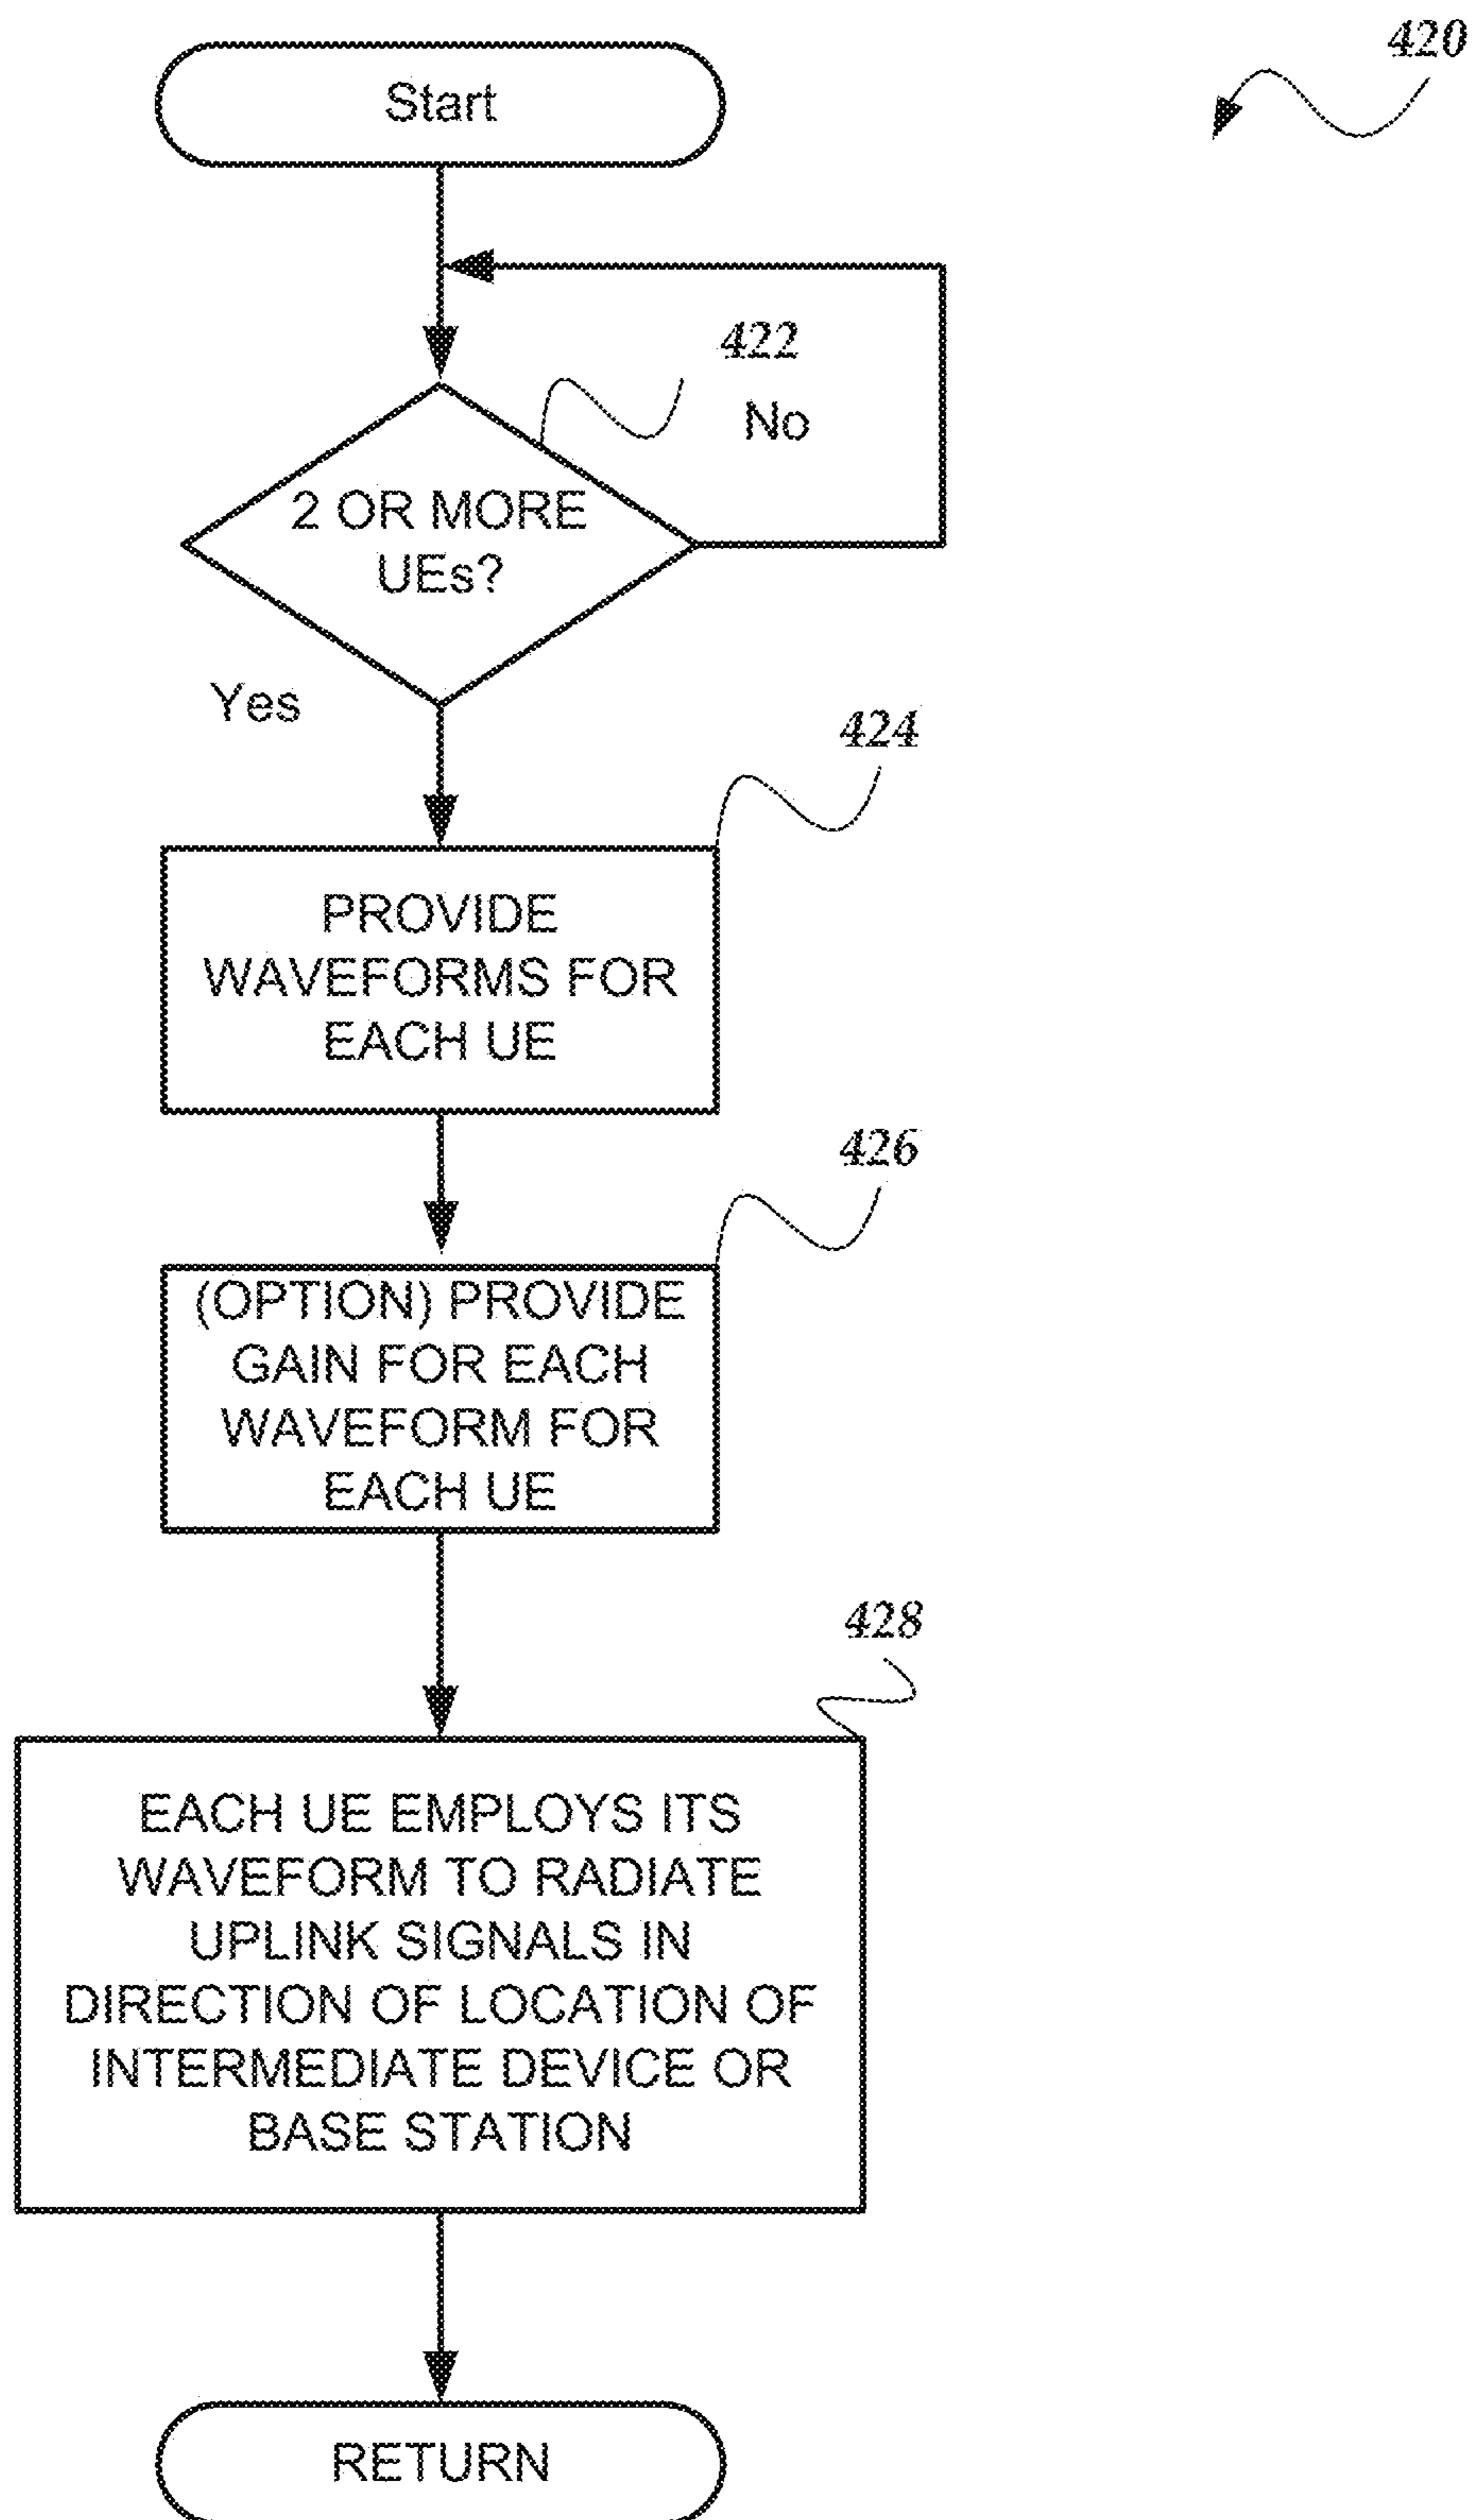 420
Start
422
No
2 OR MORE
UEs?
Yes
424
PROVIDE
WAVEFORMS FOR
EACH UE
426
(OPTION) PROVIDE
GAIN FOR EACH
WAVEFORM FOR
EACH UE
428
EACH UE EMPLOYS ITS
WAVEFORM TO RADIATE
UPLINK SIGNALS IN
DIRECTION OF LOCATION OF
INTERMEDIATE DEVICE OR
BASE STATION
RETURN